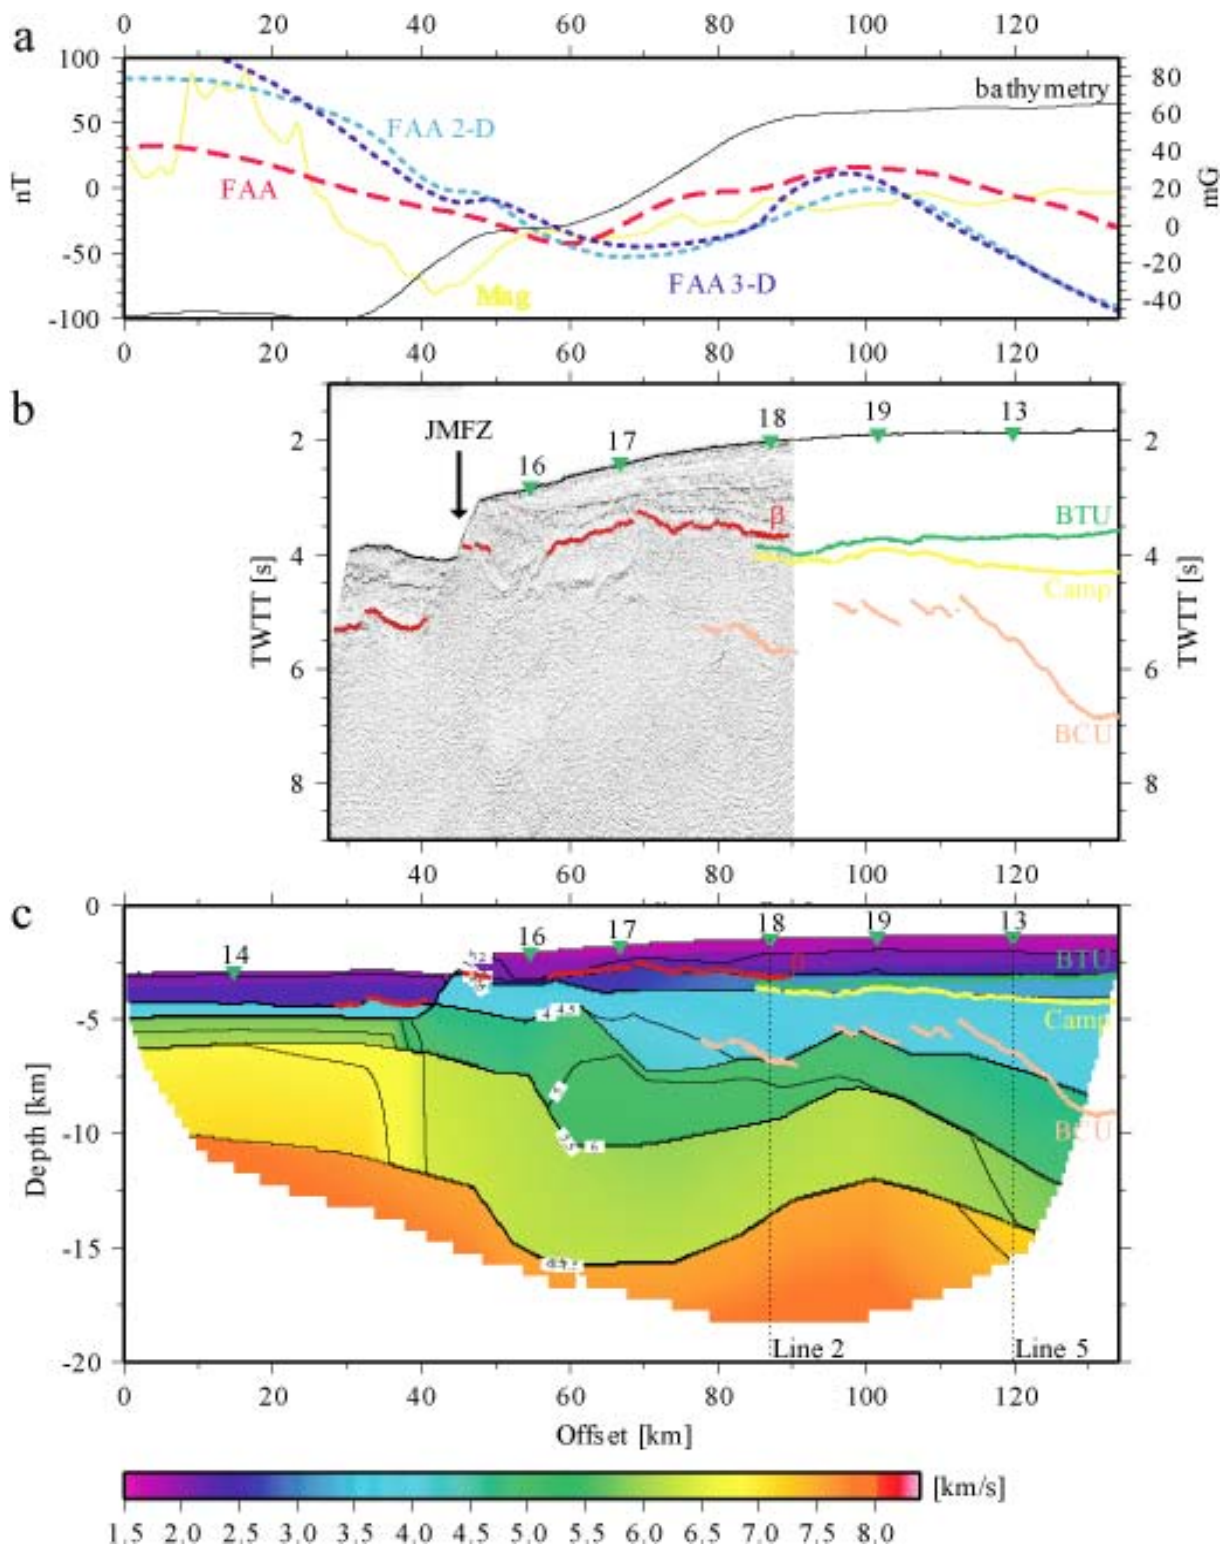 a
0 20 40 60 80 100 120
100 80
bathymetry
50 60
FAA 2-D 40
nT 0 20 mG
FAA
0
-50 -20
FAA 3-D
Mag
-100 -40
0 20 40 60 80 100 120
b
JMFZ 18 19 13
2 17 2
16
β BTU
4 4
Camp
TWTT [s] TWTT [s]
6 6
BCU
8 8
0 20 40 60 80 100 120
c
0
14 16 17 18 19 13
β BTU
-5 4 4.5 Camp
Depth [km]
-10 BCU
6
-15
Line 2 Line 5
-20
0 20 40 60 80 100 120
Offset [km]
[km/s]
1.5 2.0 2.5 3.0 3.5 4.0 4.5 5.0 5.5 6.0 6.5 7.0 7.5 8.0